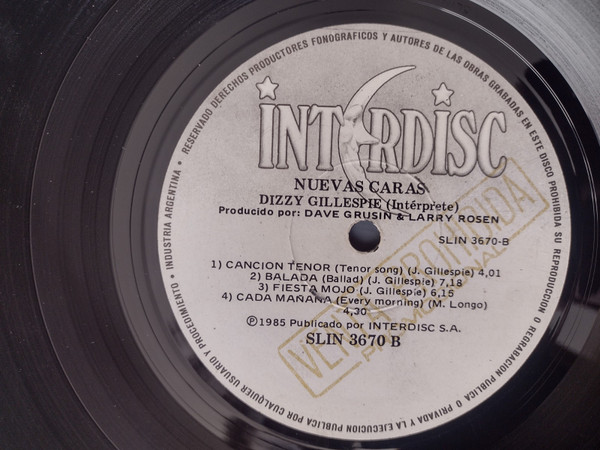 RESERVADO DERECHOS PRODUCTORES FONOGRAFICOS Y AUTORES DE LAS OBRAS GRABADAS EN ESTE DISCO PROHIBIDA SU REPRODUCCION O REGRABACION PUBLICA O PRIVADA Y LA EJECUCION PUBLICA POR CUALQUIER USUARIO Y PROCEDIMIENTO • INDUSTRIA ARGENTINA •
INTERDISC
NUEVAS CARAS
DIZZY GILLESPIE (Intérprete)
Producido por: DAVE GRUSIN & LARRY ROSEN
SLIN 3670-B
1) CANCION TENOR (Tenor song) (J. Gillespie) 4,01
2) BALADA (Ballad) (J. Gillespie) 7,18
3) FIESTA MOJO (J. Gillespie) 6,15
4) CADA MAÑANA (Every morning) (M. Longo)
4,30
Ⓟ1985 Publicado por INTERDISC S.A.
SLIN 3670 B
VENTA PROHIBIDA